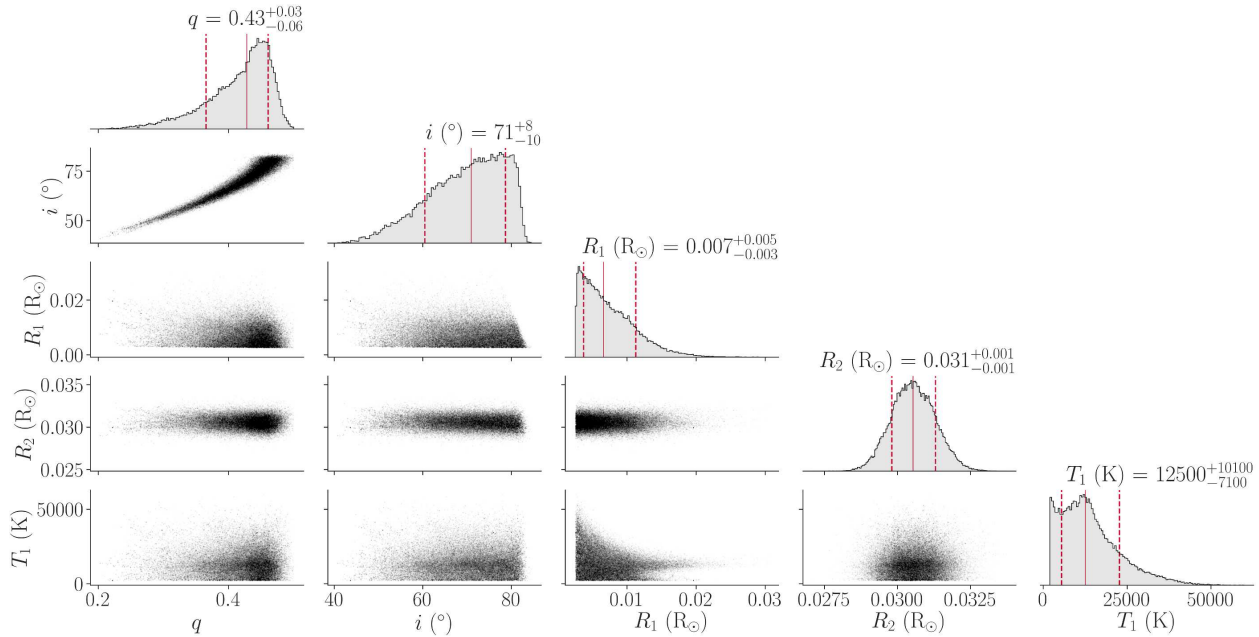 q = 0.43^{+0.03}_{-0.06}
i (°) = 71^{+8}_{-10}
75
50
i (°)
R_1 (R_⊙) = 0.007^{+0.005}_{-0.003}
0.02
0.00
R_1 (R_⊙)
R_2 (R_⊙) = 0.031^{+0.001}_{-0.001}
0.035
0.030
0.025
R_2 (R_⊙)
T_1 (K) = 12500^{+10100}_{-7100}
50000
0
T_1 (K)
0.2 0.4
q
40 60 80
i (°)
0.01 0.02 0.03
R_1 (R_⊙)
0.0275 0.0300 0.0325
R_2 (R_⊙)
0 25000 50000
T_1 (K)